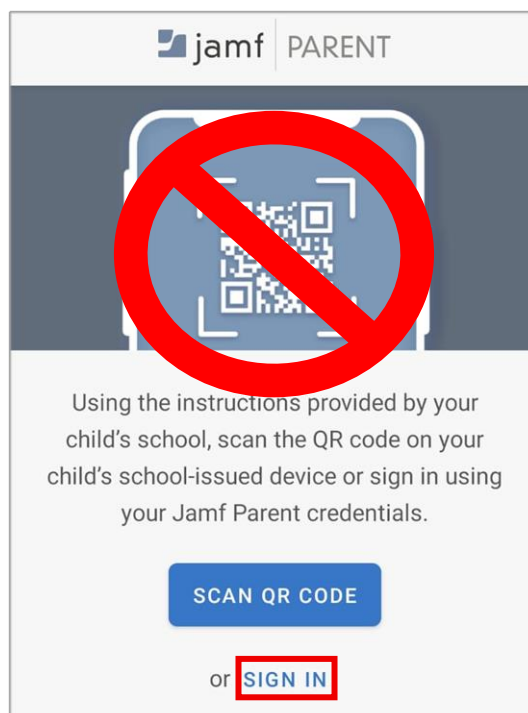 jamf PARENT
Using the instructions provided by your
child's school, scan the QR code on your
child's school-issued device or sign in using
your Jamf Parent credentials.
SCAN QR CODE
or SIGN IN